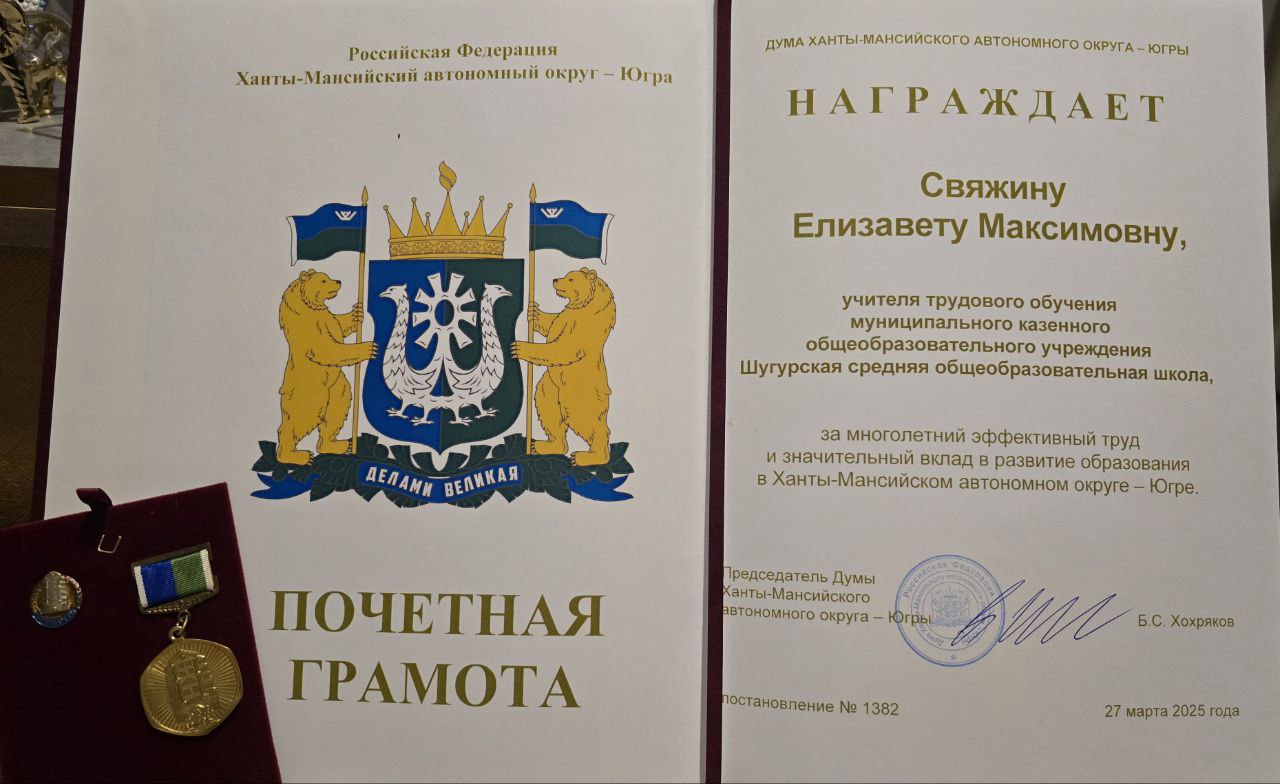 Российская Федерация
Ханты-Мансийский автономный округ – Югра
ДЕЛАМИ ВЕЛИКАЯ
ПОЧЕТНАЯ
ГРАМОТА
ДУМА ХАНТЫ-МАНСИЙСКОГО АВТОНОМНОГО ОКРУГА – ЮГРЫ
НАГРАЖДАЕТ
Свяжину
Елизавету Максимовну,
учителя трудового обучения
муниципального казенного
общеобразовательного учреждения
Шугурская средняя общеобразовательная школа,
за многолетний эффективный труд
и значительный вклад в развитие образования
в Ханты-Мансийском автономном округе – Югре.
Председатель Думы
Ханты-Мансийского
автономного округа – Югры
Российская Федерация
Б.С. Хохряков
постановление № 1382
27 марта 2025 года